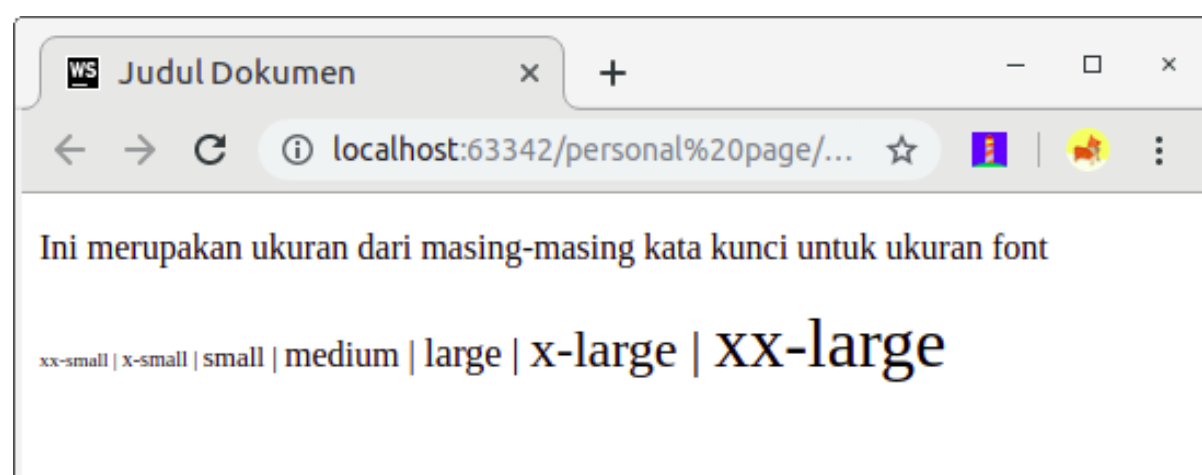 WS Judul Dokumen
localhost:63342/personal%20page/...
Ini merupakan ukuran dari masing-masing kata kunci untuk ukuran font
xx-small | x-small | small | medium | large | x-large | xx-large